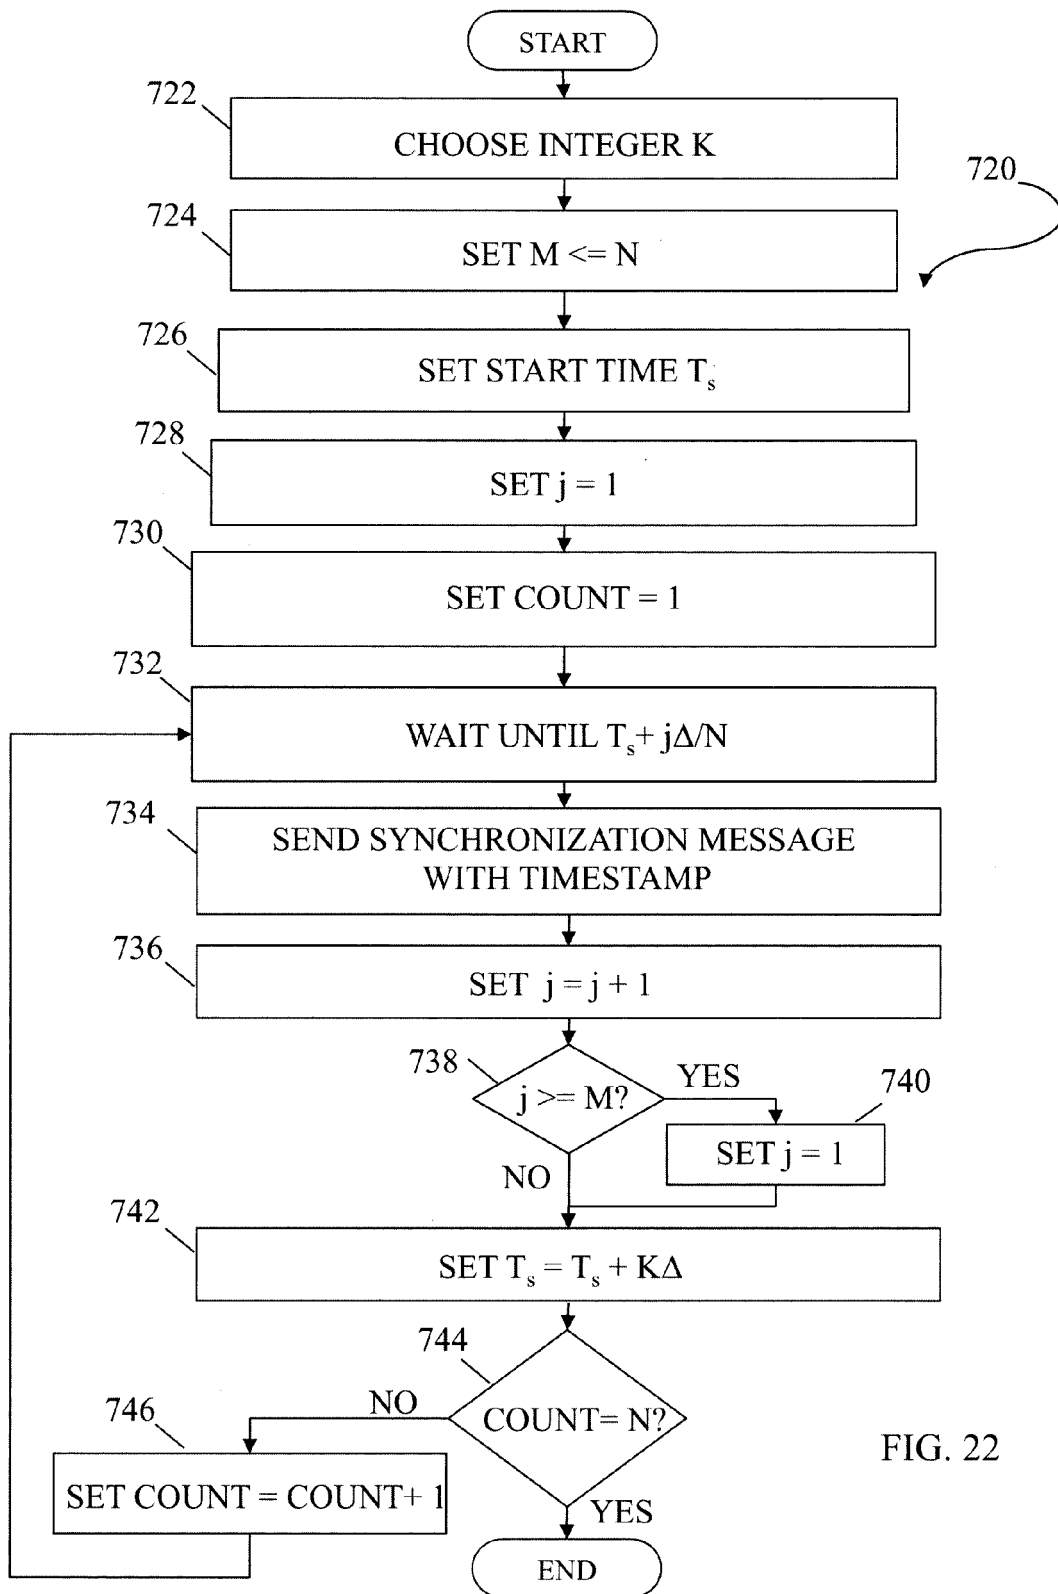 START
722
CHOOSE INTEGER K
720
724
SET M <= N
726
SET START TIME Ts
728
SET j = 1
730
SET COUNT = 1
732
WAIT UNTIL Ts+ jΔ/N
734
SEND SYNCHRONIZATION MESSAGE
WITH TIMESTAMP
736
SET j = j + 1
738
j >= M?
YES
740
SET j = 1
NO
742
SET Ts = Ts + KΔ
744
COUNT= N?
NO
746
SET COUNT = COUNT+ 1
YES
END
FIG. 22